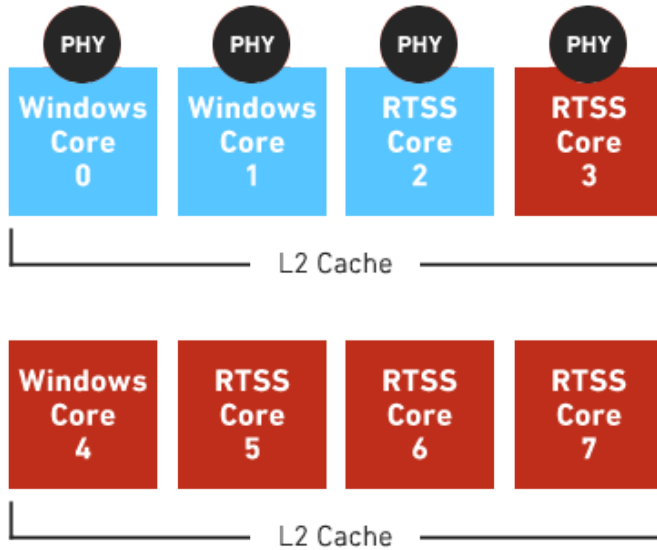 PHY PHY PHY PHY
Windows Core 0
Windows Core 1
RTSS Core 2
RTSS Core 3
L2 Cache
Windows Core 4
RTSS Core 5
RTSS Core 6
RTSS Core 7
L2 Cache